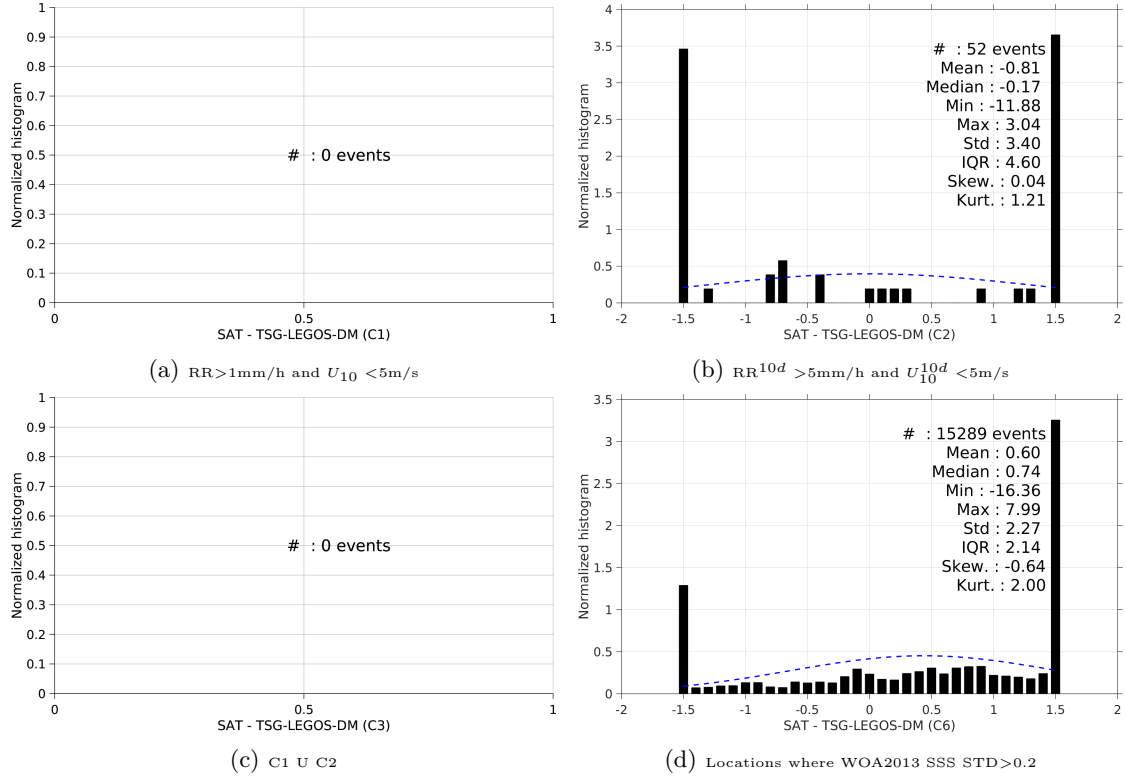 1
0.9
0.8
0.7
0.6
0.5
0.4
0.3
0.2
0.1
0
Normalized histogram
# : 0 events
0 0.5 1
SAT - TSG-LEGOS-DM (C1)
(a) RR>1mm/h and U10 <5m/s
4
3.5
3
2.5
2
1.5
1
0.5
0
Normalized histogram
# : 52 events
Mean : -0.81
Median : -0.17
Min : -11.88
Max : 3.04
Std : 3.40
IQR : 4.60
Skew. : 0.04
Kurt. : 1.21
-2 -1.5 -1 -0.5 0 0.5 1 1.5 2
SAT - TSG-LEGOS-DM (C2)
(b) RR^10d >5mm/h and U10^10d <5m/s
1
0.9
0.8
0.7
0.6
0.5
0.4
0.3
0.2
0.1
0
Normalized histogram
# : 0 events
0 0.5 1
SAT - TSG-LEGOS-DM (C3)
(c) C1 U C2
3.5
3
2.5
2
1.5
1
0.5
0
Normalized histogram
# : 15289 events
Mean : 0.60
Median : 0.74
Min : -16.36
Max : 7.99
Std : 2.27
IQR : 2.14
Skew. : -0.64
Kurt. : 2.00
-2 -1.5 -1 -0.5 0 0.5 1 1.5 2
SAT - TSG-LEGOS-DM (C6)
(d) Locations where WOA2013 SSS STD>0.2